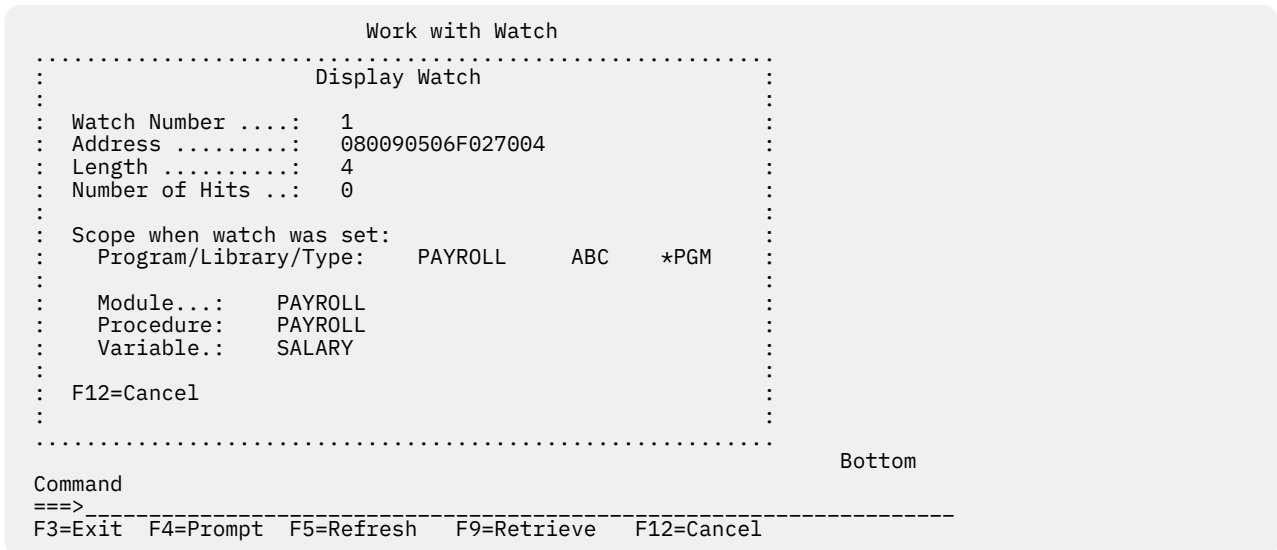 Work with Watch
..........................................................
: Display Watch :
: :
: Watch Number ....: 1 :
: Address .........: 080090506F027004 :
: Length ..........: 4 :
: Number of Hits ..: 0 :
: :
: Scope when watch was set: :
: Program/Library/Type: PAYROLL ABC *PGM :
: :
: Module...: PAYROLL :
: Procedure: PAYROLL :
: Variable.: SALARY :
: :
: F12=Cancel :
: :
..........................................................
Bottom
Command
===>____________________________________________________________________
F3=Exit F4=Prompt F5=Refresh F9=Retrieve F12=Cancel